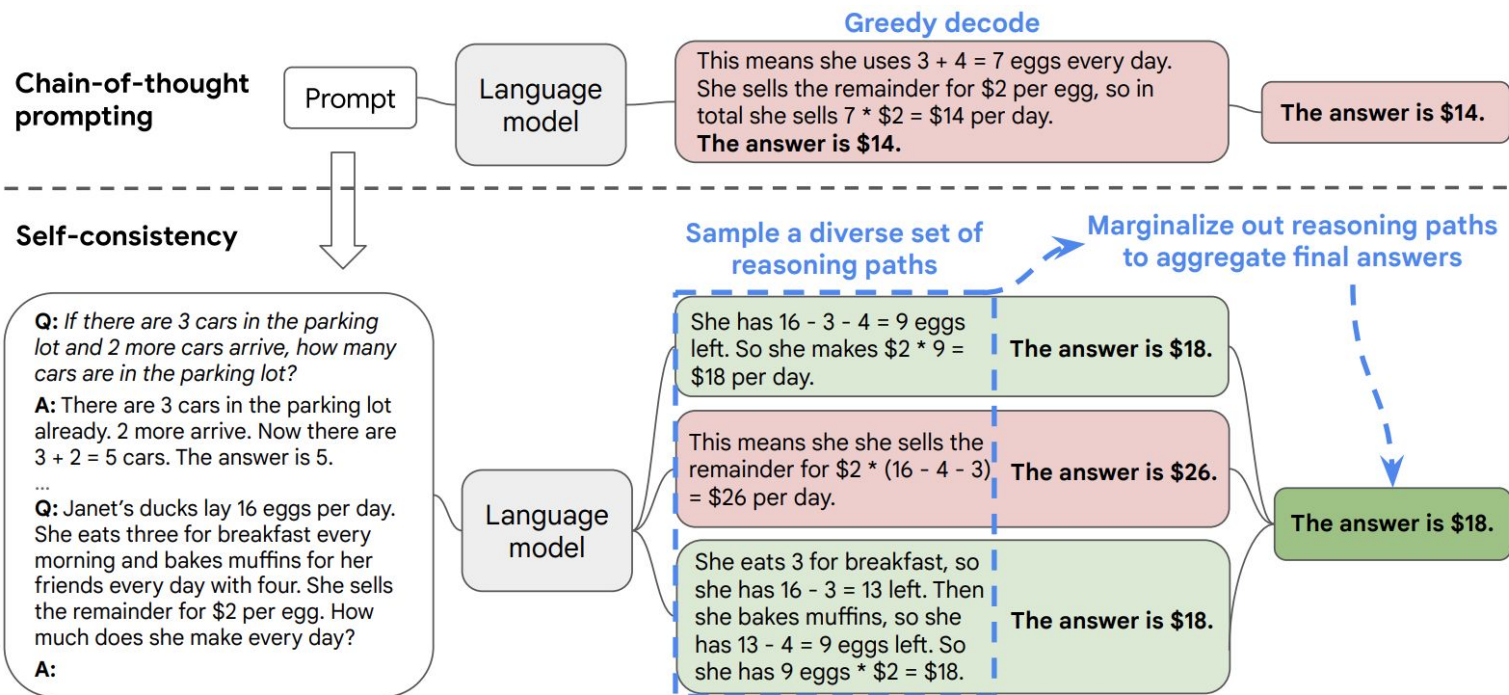 Greedy decode
Chain-of-thought
prompting
Prompt
Language
model
This means she uses 3 + 4 = 7 eggs every day.
She sells the remainder for $2 per egg, so in
total she sells 7 * $2 = $14 per day.
The answer is $14.
The answer is $14.
Self-consistency
Sample a diverse set of
reasoning paths
Marginalize out reasoning paths
to aggregate final answers
Q: If there are 3 cars in the parking
lot and 2 more cars arrive, how many
cars are in the parking lot?
A: There are 3 cars in the parking lot
already. 2 more arrive. Now there are
3 + 2 = 5 cars. The answer is 5.
...
Q: Janet’s ducks lay 16 eggs per day.
She eats three for breakfast every
morning and bakes muffins for her
friends every day with four. She sells
the remainder for $2 per egg. How
much does she make every day?
A:
Language
model
She has 16 - 3 - 4 = 9 eggs
left. So she makes $2 * 9 =
$18 per day.
The answer is $18.
This means she she sells the
remainder for $2 * (16 - 4 - 3)
= $26 per day.
The answer is $26.
She eats 3 for breakfast, so
she has 16 - 3 = 13 left. Then
she bakes muffins, so she
has 13 - 4 = 9 eggs left. So
she has 9 eggs * $2 = $18.
The answer is $18.
The answer is $18.